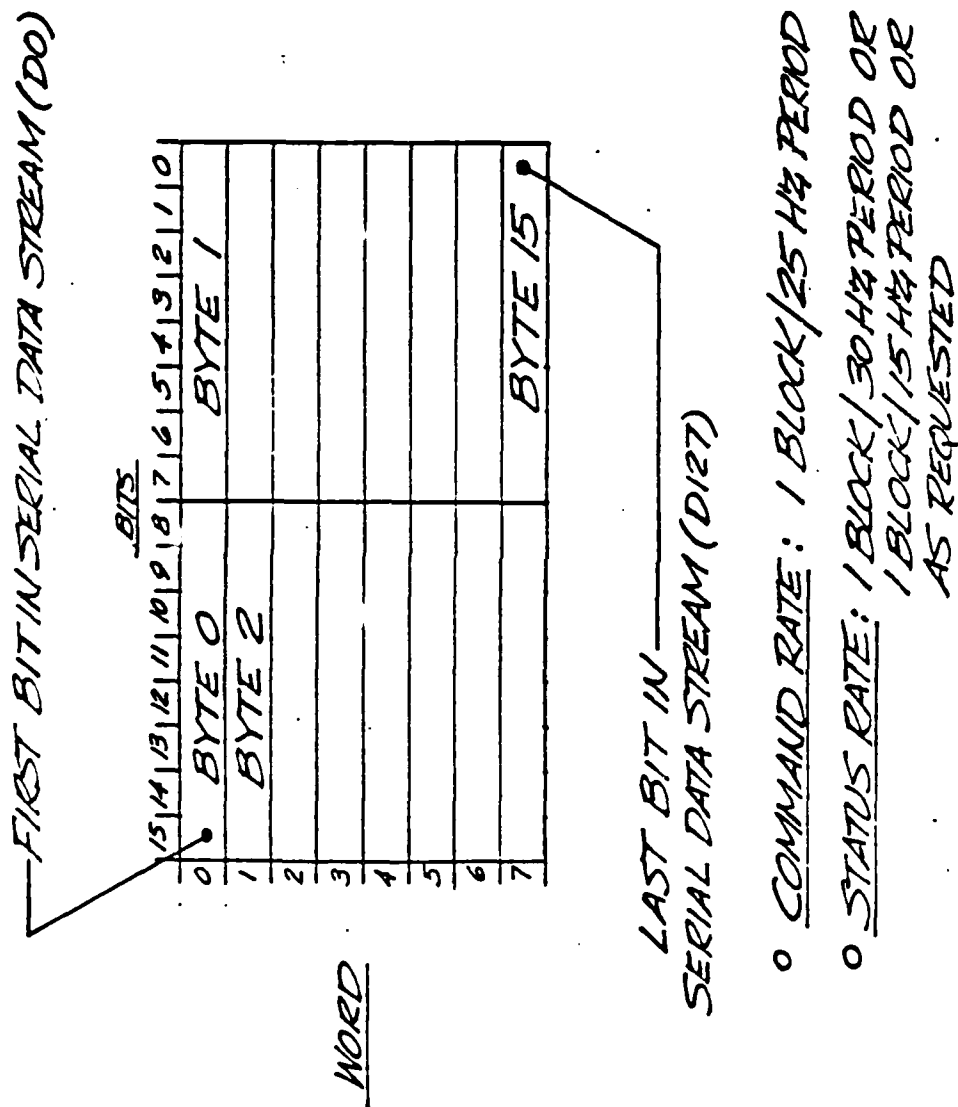 FIRST BIT IN SERIAL DATA STREAM (D0)
BITS
15 14 13 12 11 10 9 8 7 6 5 4 3 2 1 0
WORD
0 BYTE 0 BYTE 1
1 BYTE 2
2
3
4
5
6
7 BYTE 15
LAST BIT IN
SERIAL DATA STREAM (D127)
o COMMAND RATE: 1 BLOCK/25 HZ PERIOD
o STATUS RATE: 1 BLOCK/30 HZ PERIOD OR
1 BLOCK/15 HZ PERIOD OR
AS REQUESTED